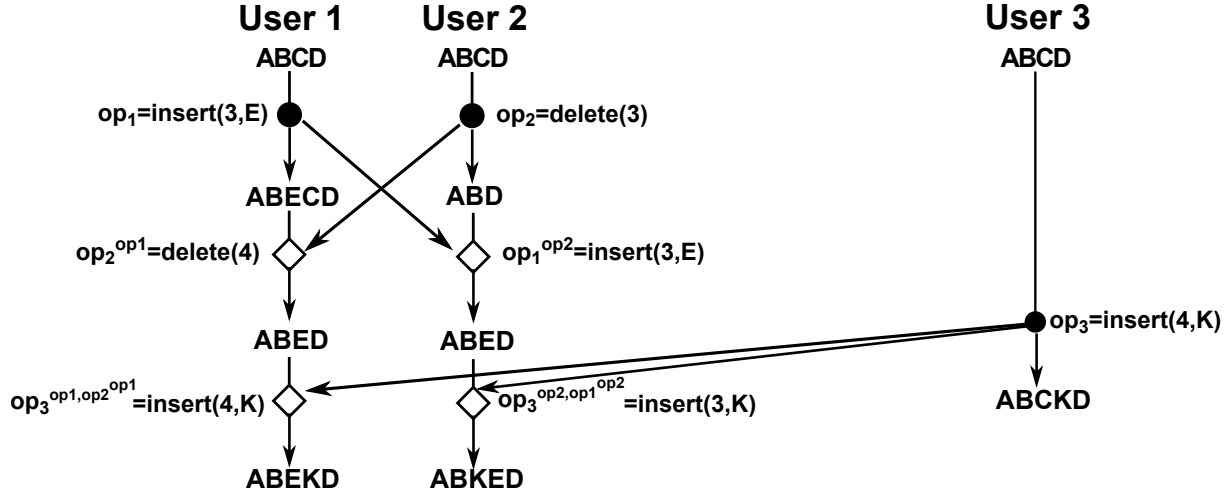 User 1 User 2 User 3
ABCD ABCD ABCD
op1=insert(3,E) op2=delete(3)
ABECD ABD
op2op1=delete(4) op1op2=insert(3,E)
op3=insert(4,K)
ABED ABED
op3op1,op2op1=insert(4,K) op3op2,op1op2=insert(3,K) ABCKD
ABEKD ABKED